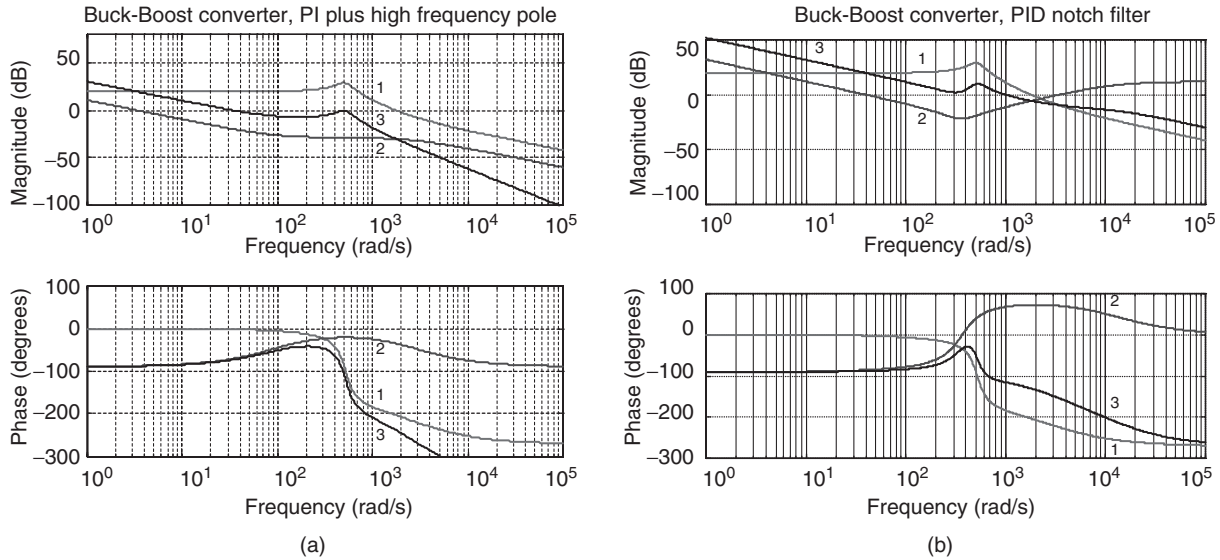 Buck-Boost converter, PI plus high frequency pole
Magnitude (dB)
50
0
−50
−100
1
3
2
10^0 10^1 10^2 10^3 10^4 10^5
Frequency (rad/s)
Phase (degrees)
100
0
−100
−200
−300
2
1
3
10^0 10^1 10^2 10^3 10^4 10^5
Frequency (rad/s)
(a)
Buck-Boost converter, PID notch filter
Magnitude (dB)
50
0
−50
−100
3
1
2
10^0 10^1 10^2 10^3 10^4 10^5
Frequency (rad/s)
Phase (degrees)
100
0
−100
−200
−300
2
3
1
10^0 10^1 10^2 10^3 10^4 10^5
Frequency (rad/s)
(b)